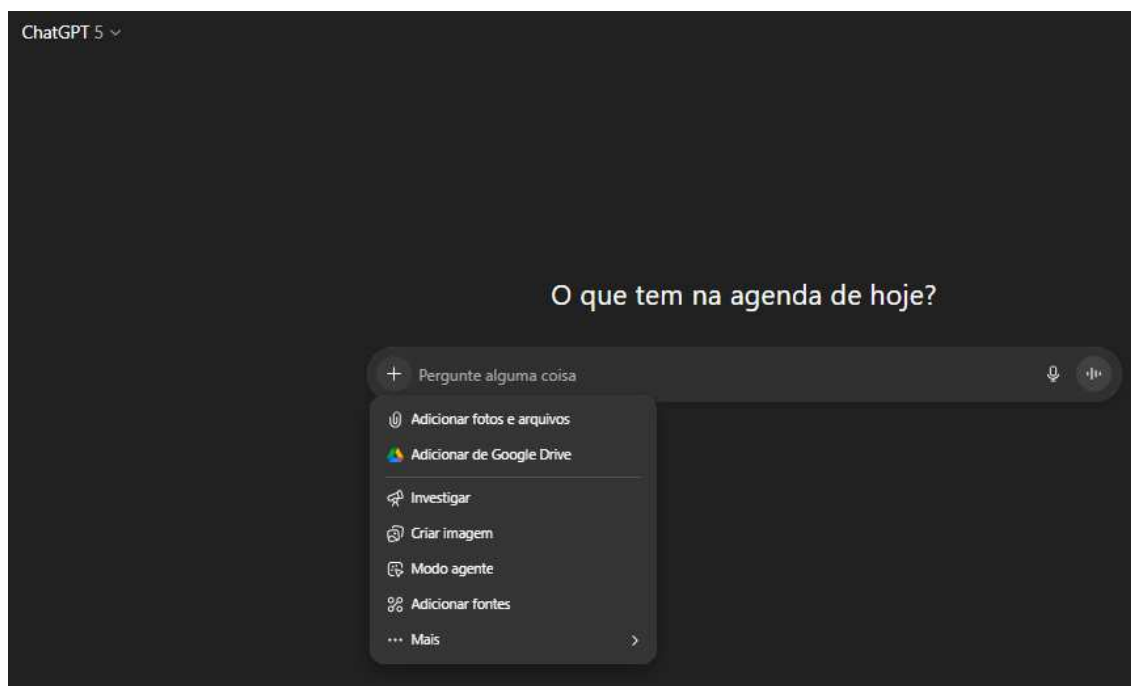 ChatGPT 5
O que tem na agenda de hoje?
Pergunte alguma coisa
Adicionar fotos e arquivos
Adicionar de Google Drive
Investigar
Criar imagem
Modo agente
Adicionar fontes
Mais